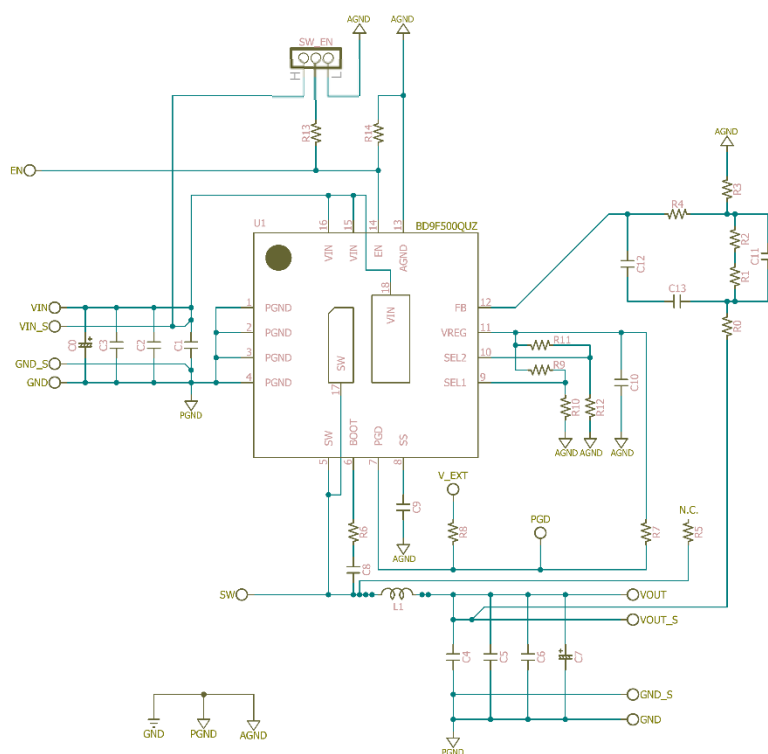 AGND
AGND
SW_EN
H
L
R13
R14
AGND
EN
R3
R4
U1
BD9F500QUZ
16
15
14
13
VIN
VIN
EN
AGND
R2
C11
C12
R1
18
C13
VIN
VIN_S
GND_S
GND
C0
C3
C2
C1
PGND
1
2
3
4
PGND
PGND
PGND
PGND
SW
17
VIN
FB
VREG
SEL2
SEL1
12
11
10
9
R0
R11
R9
R10
R12
C10
AGND
AGND
AGND
SW
BOOT
PGD
SS
5
6
7
8
V_EXT
C9
R6
R8
PGD
N.C.
R7
R5
AGND
C8
SW
L1
VOUT
VOUT_S
C4
C5
C6
C7
GND_S
GND
PGND
GND
PGND
AGND